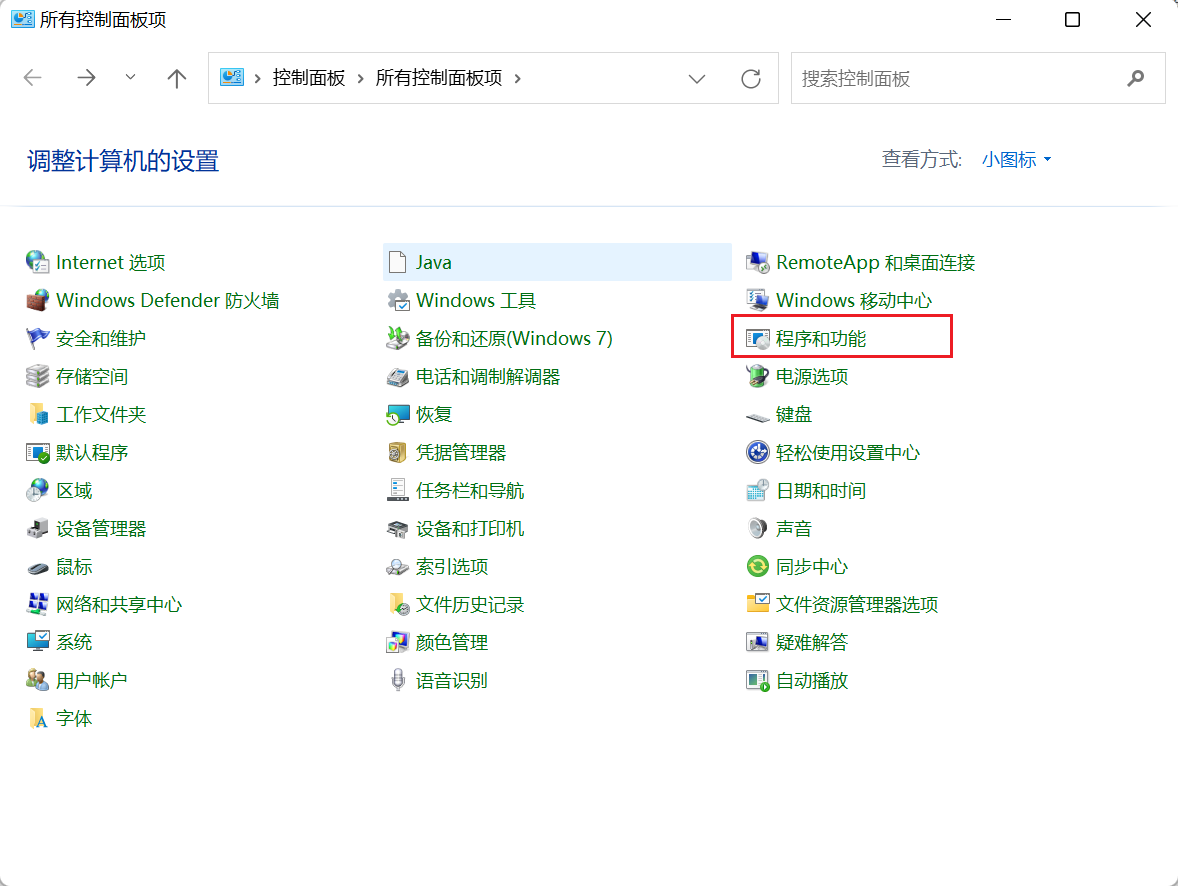 所有控制面板项
控制面板 所有控制面板项
搜索控制面板
调整计算机的设置
查看方式: 小图标
Internet 选项
Java
RemoteApp 和桌面连接
Windows Defender 防火墙
Windows 工具
Windows 移动中心
安全和维护
备份和还原(Windows 7)
程序和功能
存储空间
电话和调制解调器
电源选项
工作文件夹
恢复
键盘
默认程序
凭据管理器
轻松使用设置中心
区域
任务栏和导航
日期和时间
设备管理器
设备和打印机
声音
鼠标
索引选项
同步中心
网络和共享中心
文件历史记录
文件资源管理器选项
系统
颜色管理
疑难解答
用户帐户
语音识别
自动播放
字体